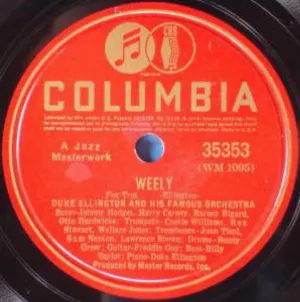 COLUMBIA
A Jazz
Masterwork
35353
(WM 1005)
WEELY
Fox Trot -Ellington-
DUKE ELLINGTON AND HIS FAMOUS ORCHESTRA
Saxes-Johnny Hodges, Harry Carney, Barney Bigard,
Otto Hardwicke; Trumpets- Cootie Williams, Rex
Stewart, Wallace Jones; Trombones- Juan Tizol,
Sam Nanton, Lawrence Brown; Drums- Sonny
Greer; Guitar-Freddie Guy; Bass-Billy
Taylor; Piano-Duke Ellington
Produced by Master Records, Inc.